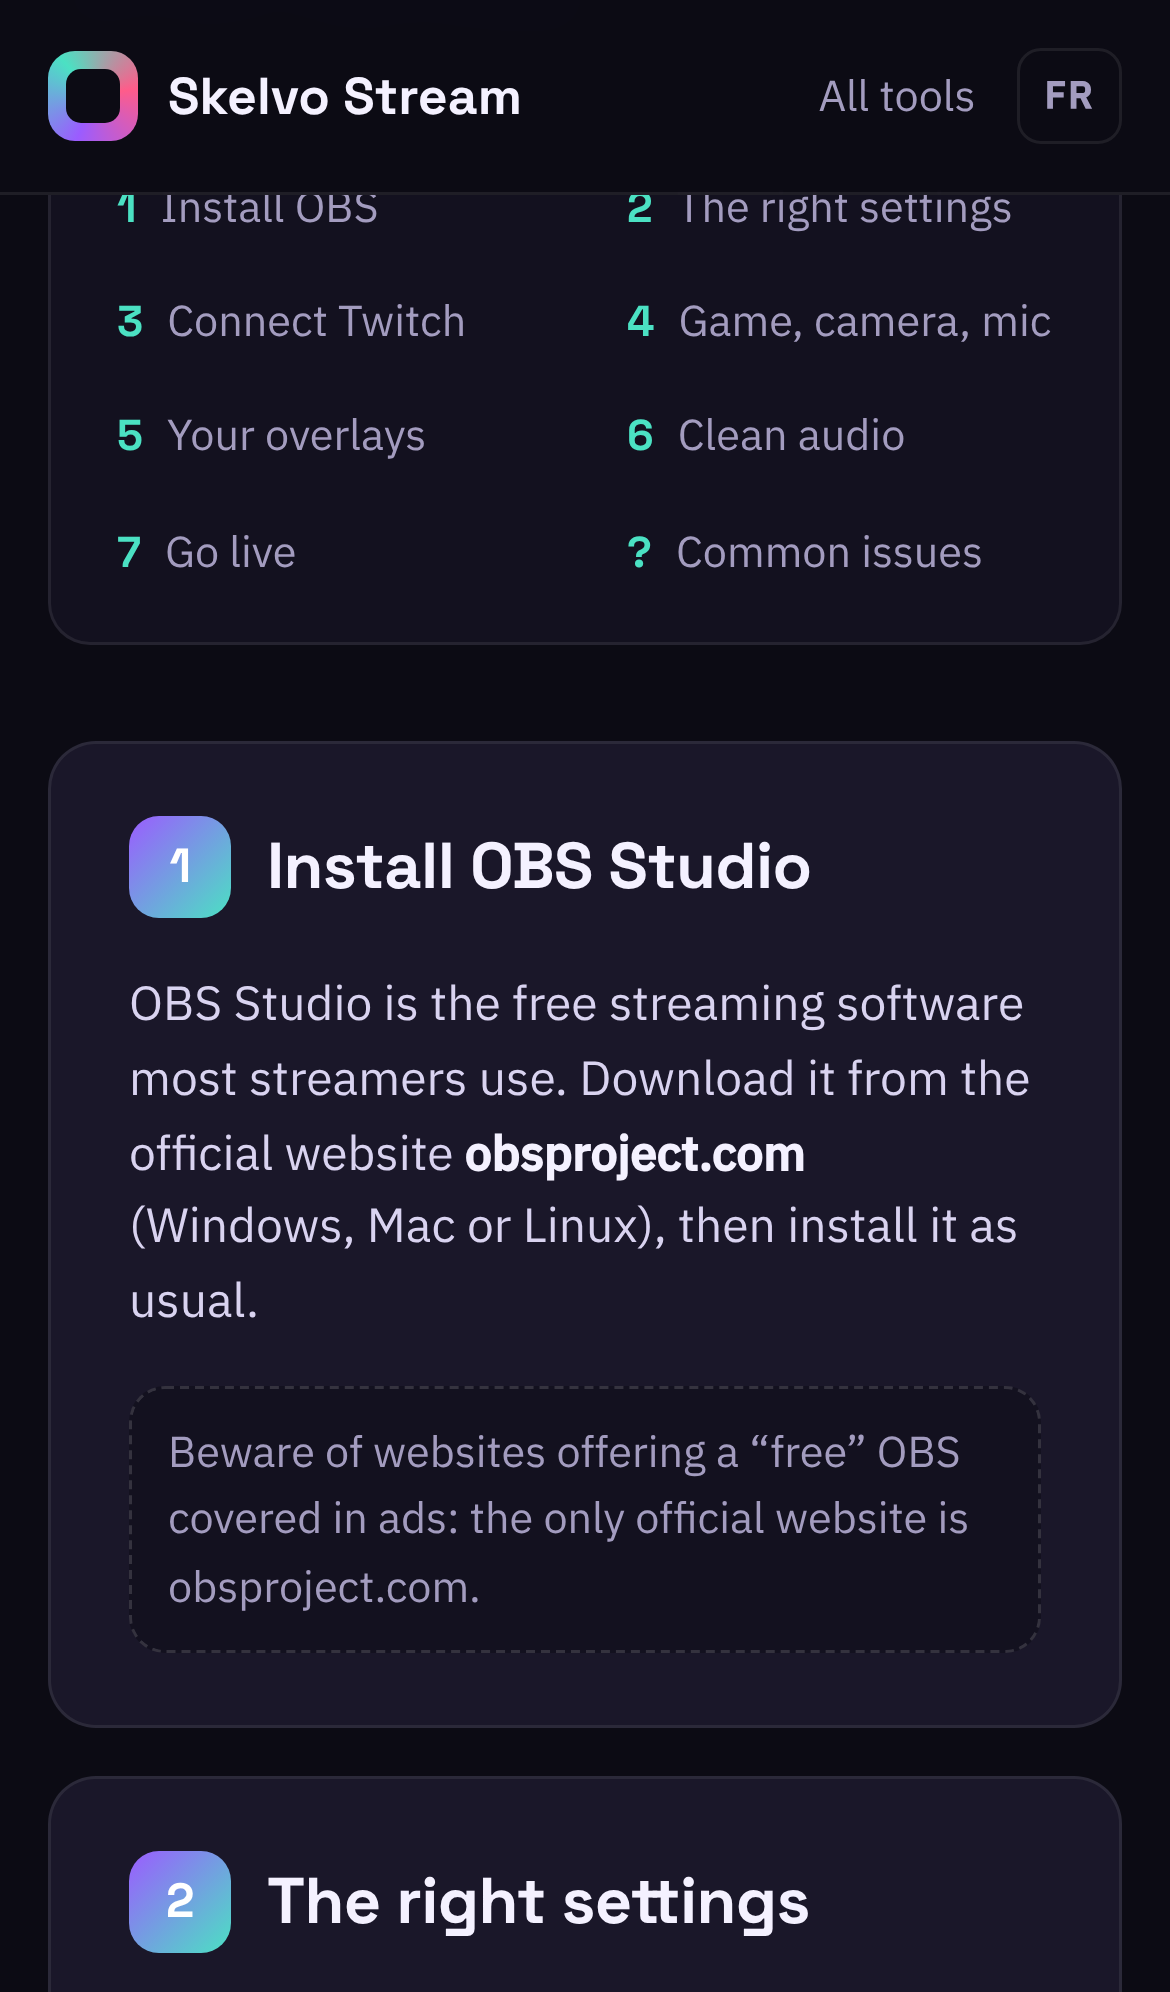 Skelvo Stream
All tools
FR
1 Install OBS
2 The right settings
3 Connect Twitch
4 Game, camera, mic
5 Your overlays
6 Clean audio
7 Go live
? Common issues
1 Install OBS Studio
OBS Studio is the free streaming software
most streamers use. Download it from the
official website obsproject.com
(Windows, Mac or Linux), then install it as
usual.
Beware of websites offering a “free” OBS
covered in ads: the only official website is
obsproject.com.
2 The right settings